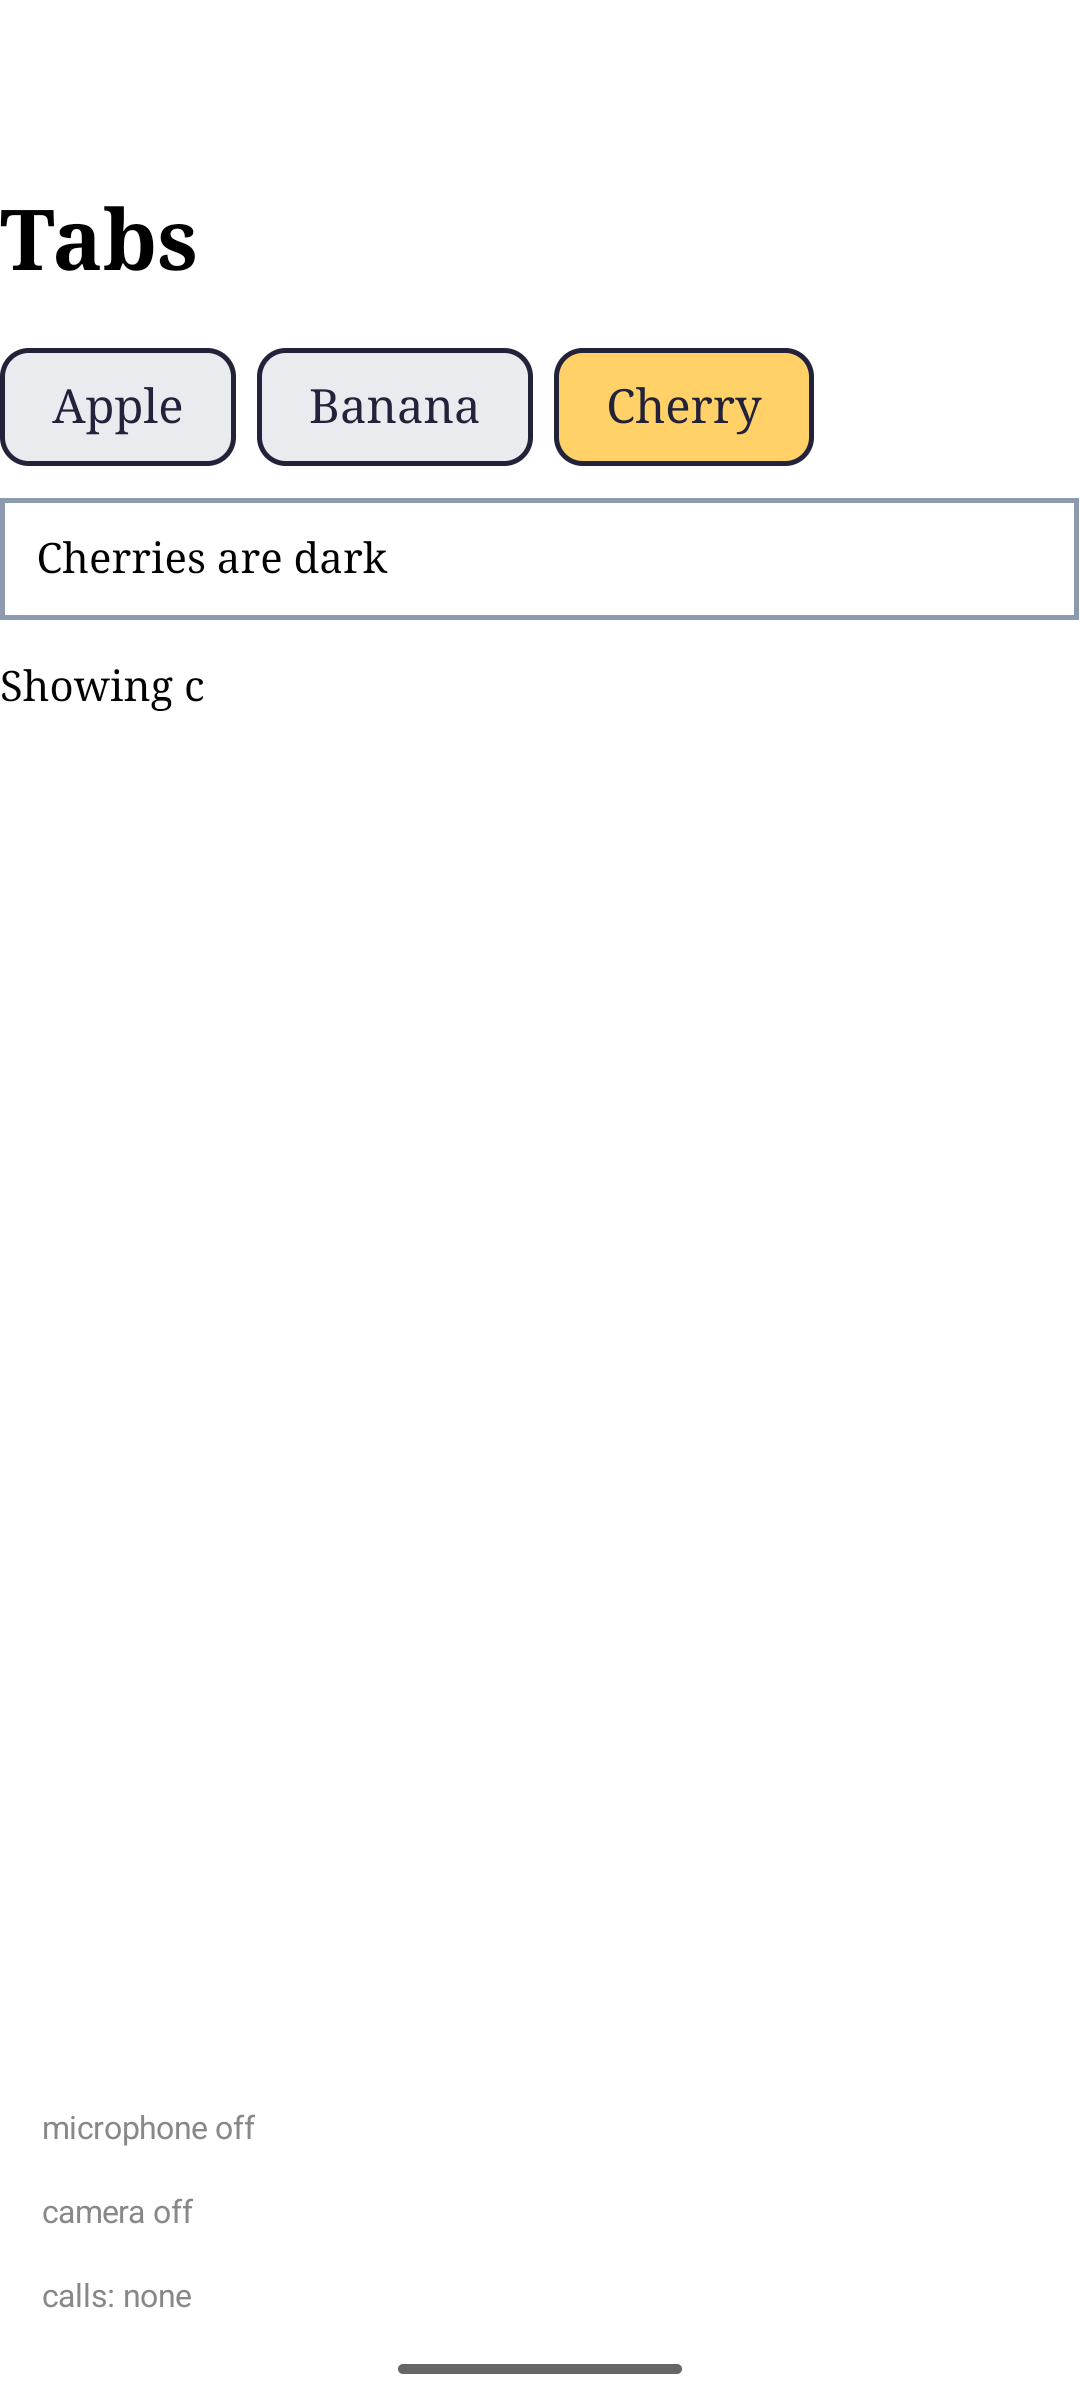 Tabs
Apple Banana Cherry
Cherries are dark
Showing c
microphone off
camera off
calls: none